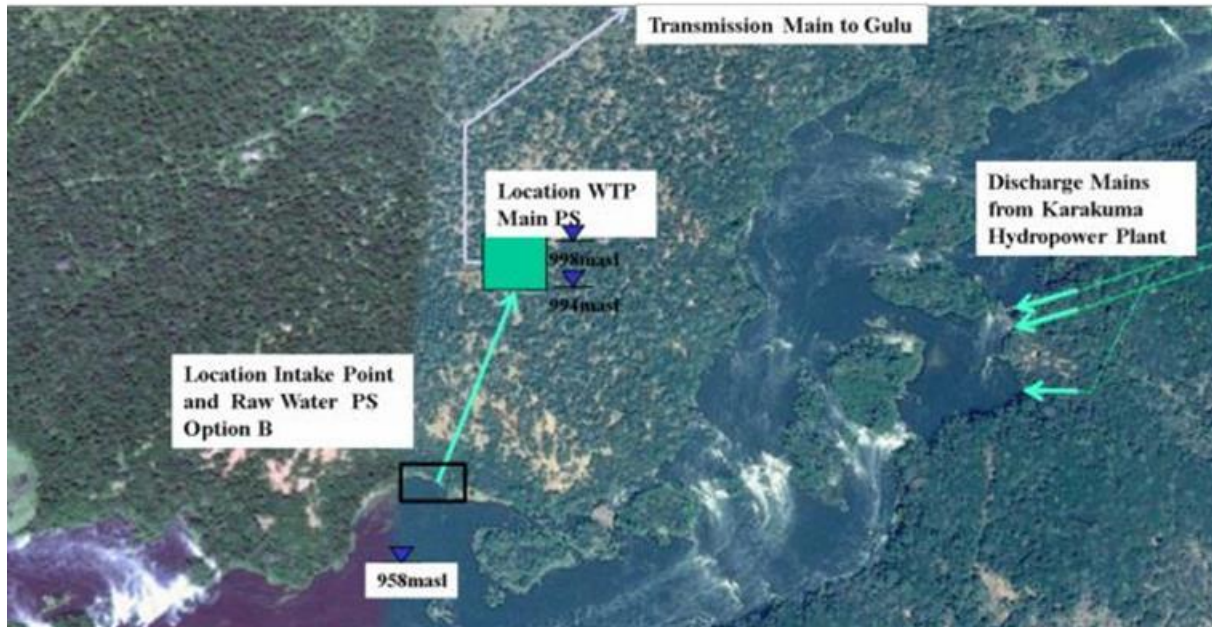 Transmission Main to Gulu
Location WTP
Main PS
998masl
994masl
Discharge Mains
from Karakuma
Hydropower Plant
Location Intake Point
and Raw Water PS
Option B
958masl